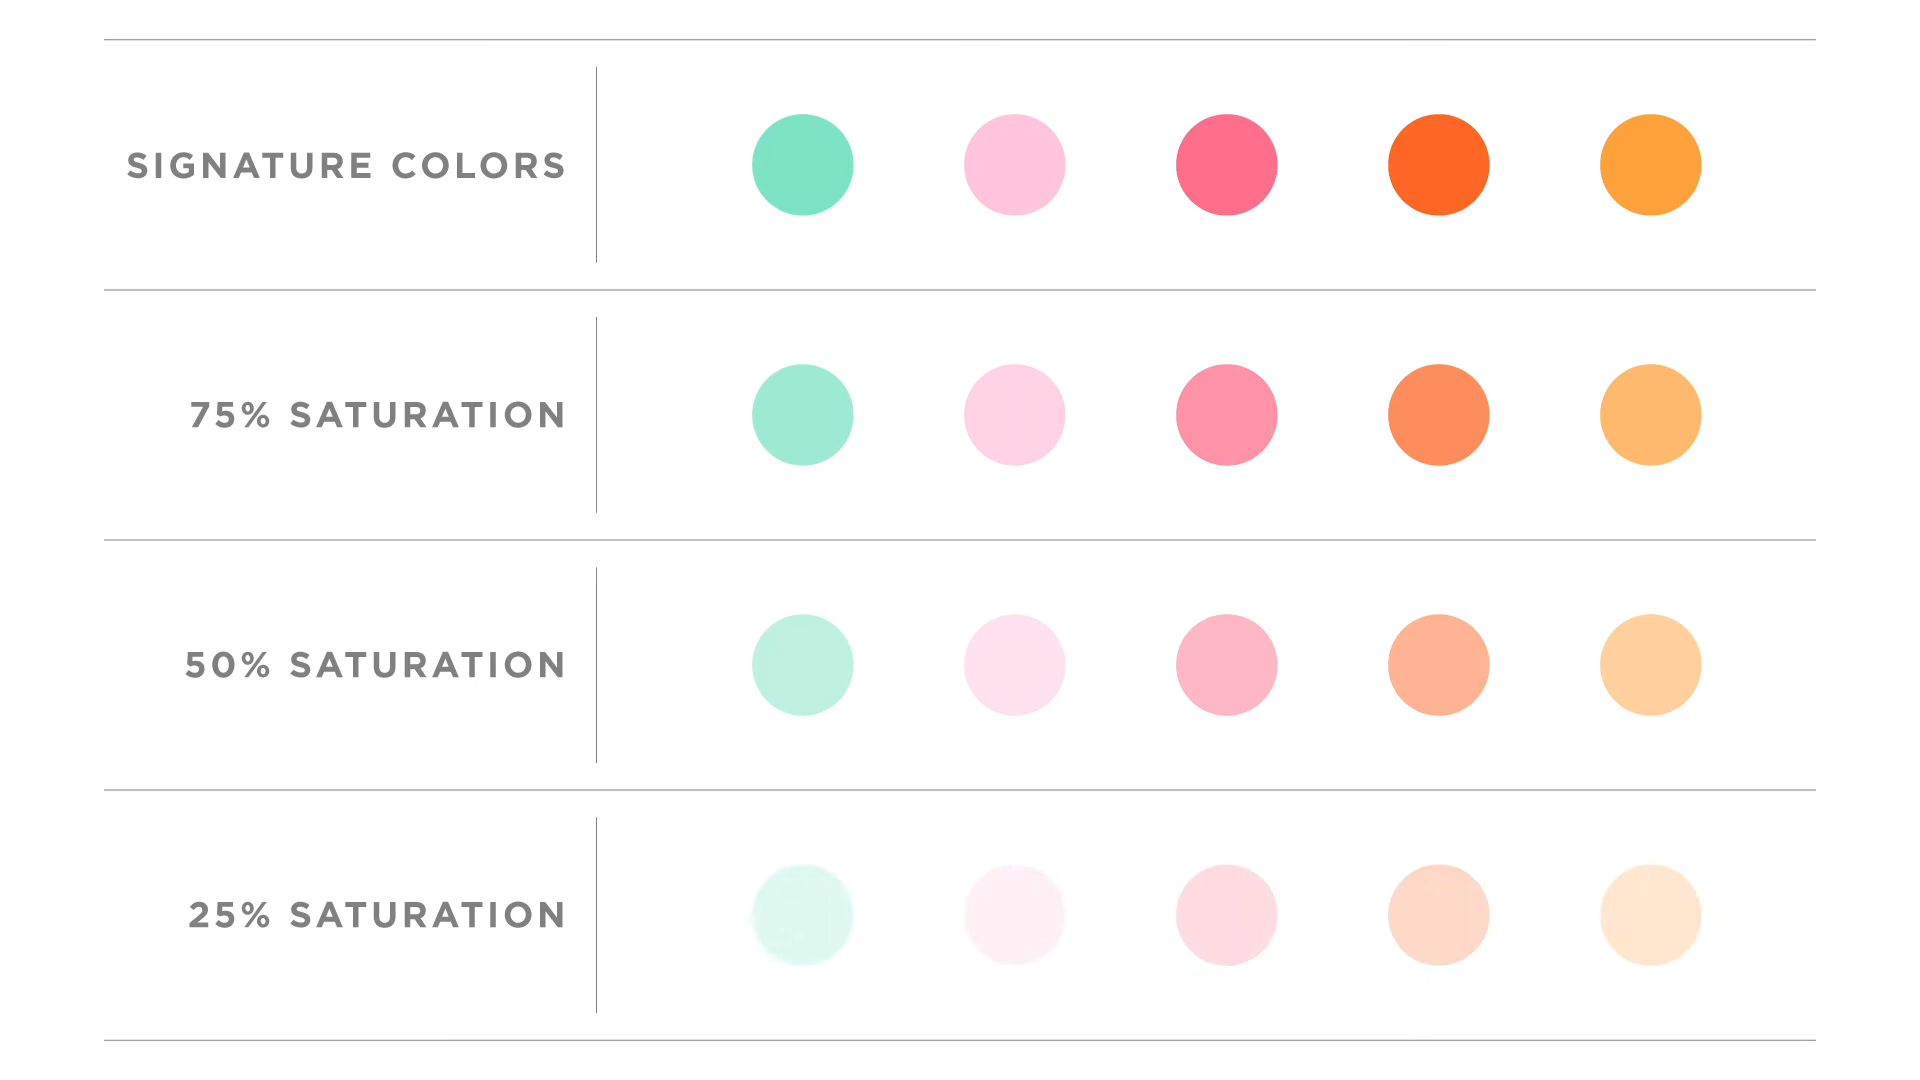 SIGNATURE COLORS
75% SATURATION
50% SATURATION
25% SATURATION